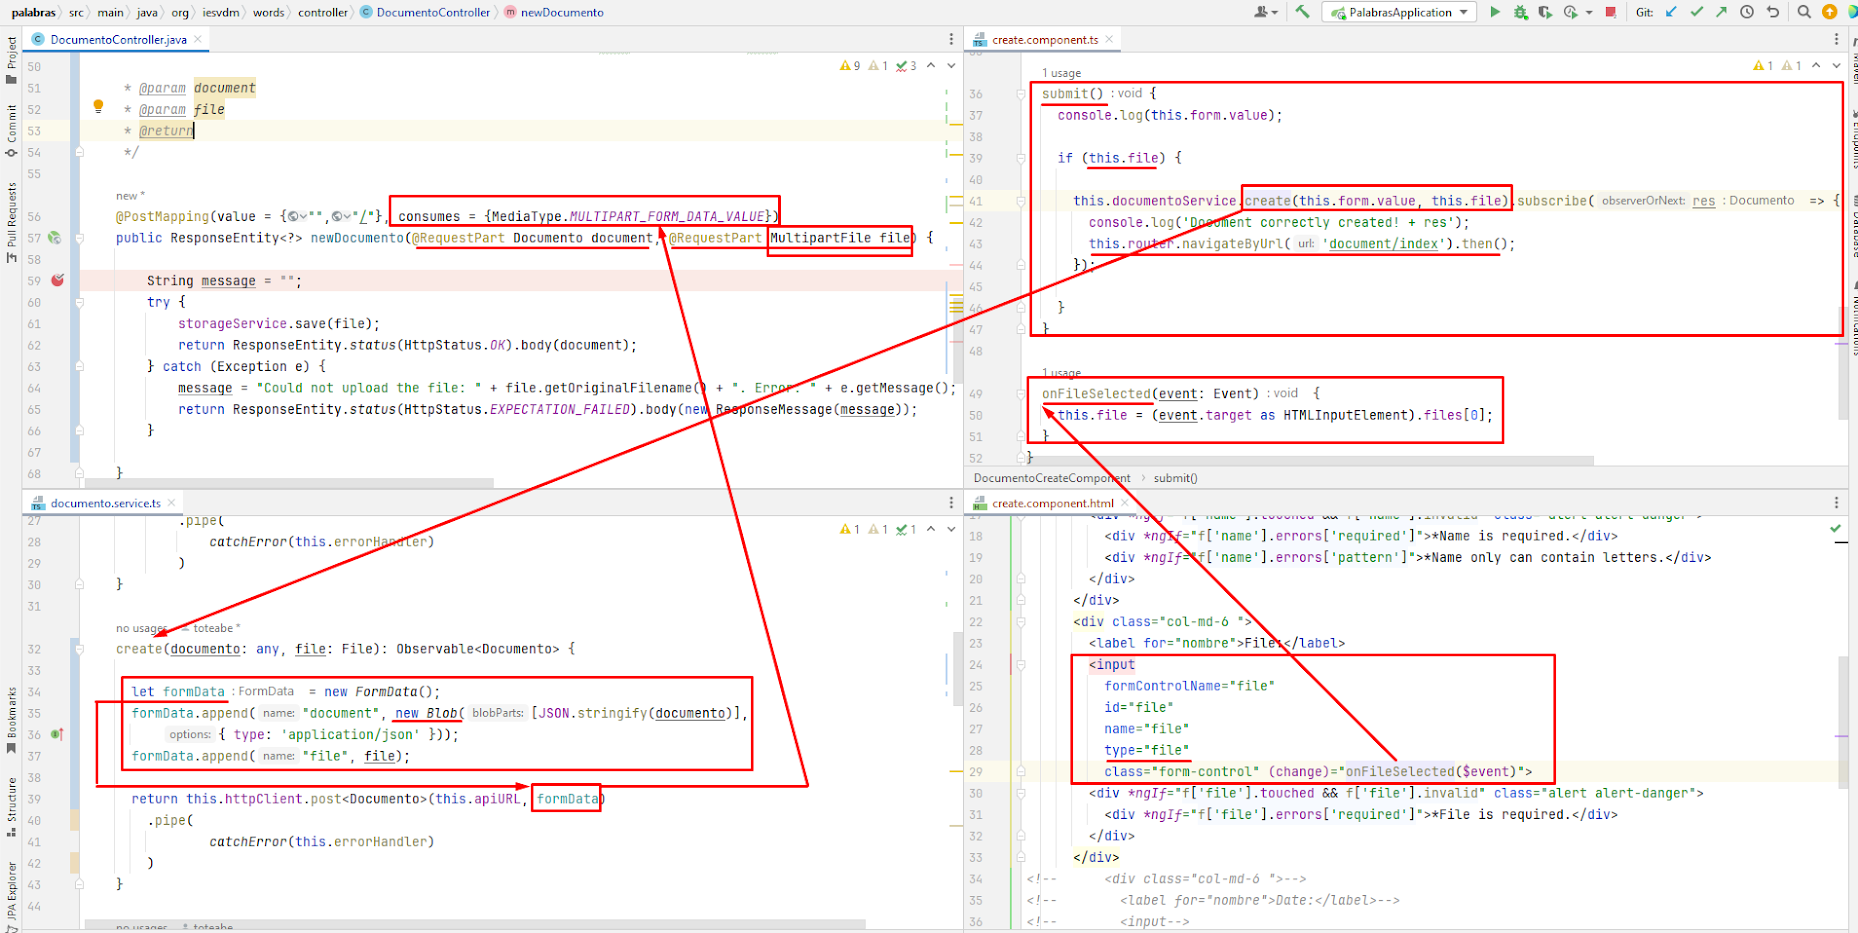 palabras > src > main > java > org > iesvdm > words > controller > DocumentoController > newDocumento
PalabrasApplication
Git:
Project
Commit
Pull Requests
Bookmarks
Structure
JPA Explorer
DocumentoController.java
9 1 3
50
51 * @param document
52 * @param file
53 * @return
54 */
55
new *
56 @PostMapping(value = {"","/"}, consumes = {MediaType.MULTIPART_FORM_DATA_VALUE})
57 public ResponseEntity<?> newDocumento(@RequestPart Documento document, @RequestPart MultipartFile file) {
58
59 String message = "";
60 try {
61 storageService.save(file);
62 return ResponseEntity.status(HttpStatus.OK).body(document);
63 } catch (Exception e) {
64 message = "Could not upload the file: " + file.getOriginalFilename() + ". Error: " + e.getMessage();
65 return ResponseEntity.status(HttpStatus.EXPECTATION_FAILED).body(new ResponseMessage(message));
66 }
67
68 }
create.component.ts
1 1
1 usage
36 submit() : void {
37 console.log(this.form.value);
38
39 if (this.file) {
40
41 this.documentoService.create(this.form.value, this.file).subscribe( observerOrNext: res : Documento => {
42 console.log('Document correctly created! + res');
43 this.router.navigateByUrl( url: 'document/index').then();
44 });
45
46 }
47 }
48
1 usage
49 onFileSelected(event: Event) : void {
50 this.file = (event.target as HTMLInputElement).files[0];
51 }
52 }
DocumentoCreateComponent > submit()
documento.service.ts
1 1 1
27 .pipe(
28 catchError(this.errorHandler)
29 )
30 }
31
no usages toteabe *
32 create(documento: any, file: File): Observable<Documento> {
33
34 let formData : FormData = new FormData();
35 formData.append( name: "document", new Blob( blobParts: [JSON.stringify(documento)],
36 options: { type: 'application/json' }));
37 formData.append( name: "file", file);
38
39 return this.httpClient.post<Documento>(this.apiURL, formData)
40 .pipe(
41 catchError(this.errorHandler)
42 )
43 }
44
no usages toteabe
create.component.html
17 <div *ngIf="f['name'].touched && f['name'].invalid" class="alert alert-danger">
18 <div *ngIf="f['name'].errors['required']">*Name is required.</div>
19 <div *ngIf="f['name'].errors['pattern']">*Name only can contain letters.</div>
20 </div>
21 </div>
22 <div class="col-md-6 ">
23 <label for="nombre">File:</label>
24 <input
25 formControlName="file"
26 id="file"
27 name="file"
28 type="file"
29 class="form-control" (change)="onFileSelected($event)">
30 <div *ngIf="f['file'].touched && f['file'].invalid" class="alert alert-danger">
31 <div *ngIf="f['file'].errors['required']">*File is required.</div>
32 </div>
33 </div>
34 <!-- <div class="col-md-6 ">-->
35 <!-- <label for="nombre">Date:</label>-->
36 <!-- <input-->